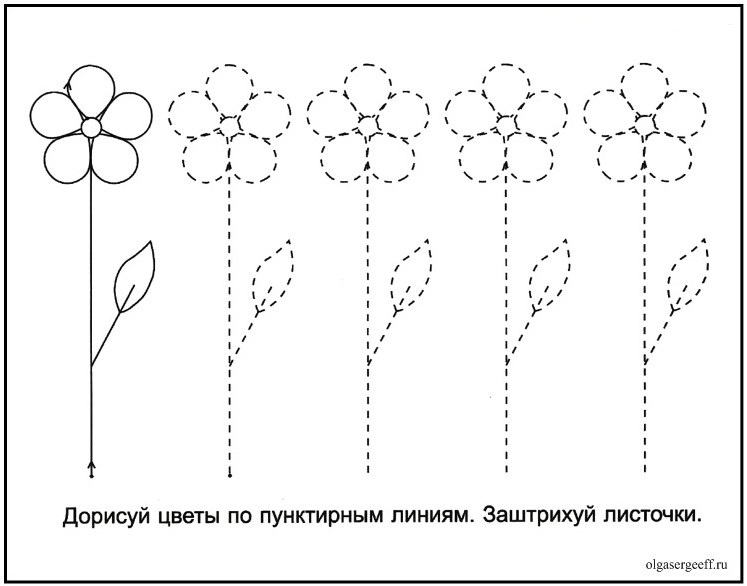 Дорисуй цветы по пунктирным линиям. Заштрихуй листочки.
olgasergeeff.ru